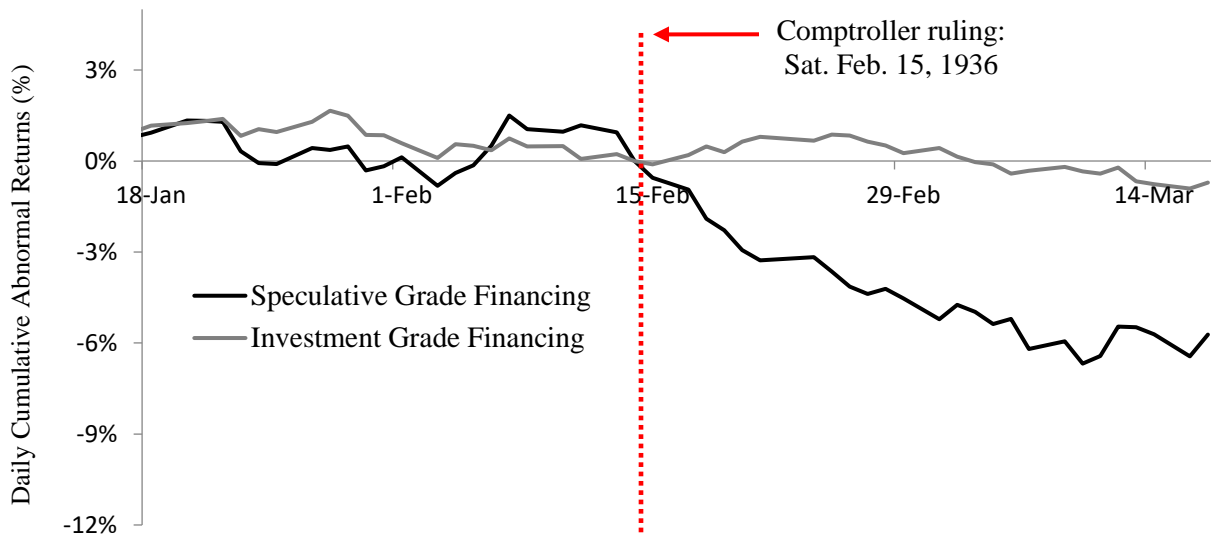 Comptroller ruling:
Sat. Feb. 15, 1936
Daily Cumulative Abnormal Returns (%)
3%
0%
-3%
-6%
-9%
-12%
18-Jan
1-Feb
15-Feb
29-Feb
14-Mar
Speculative Grade Financing
Investment Grade Financing